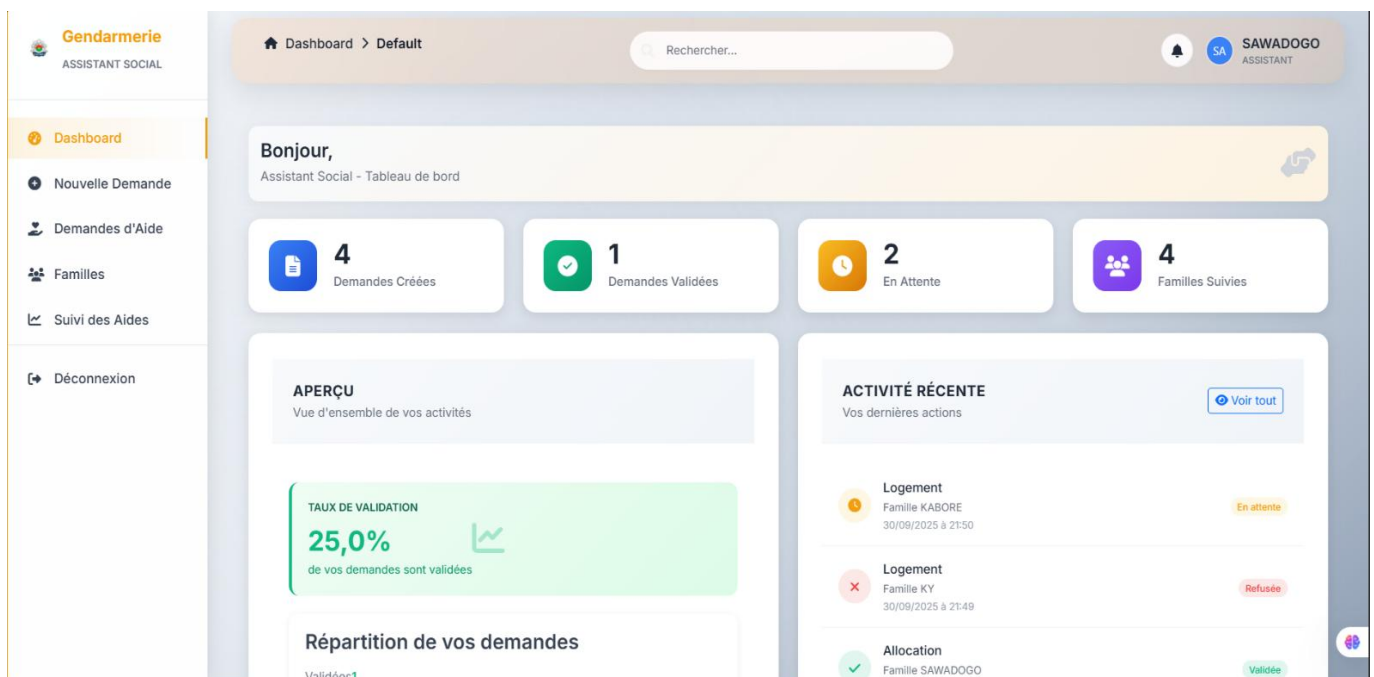 Gendarmerie
ASSISTANT SOCIAL
Dashboard
Nouvelle Demande
Demandes d'Aide
Familles
Suivi des Aides
Déconnexion
Dashboard > Default
Rechercher...
SA
SAWADOGO
ASSISTANT
Bonjour,
Assistant Social - Tableau de bord
4
Demandes Créées
1
Demandes Validées
2
En Attente
4
Familles Suivies
APERÇU
Vue d'ensemble de vos activités
TAUX DE VALIDATION
25,0%
de vos demandes sont validées
Répartition de vos demandes
Validées1
ACTIVITÉ RÉCENTE
Vos dernières actions
Voir tout
Logement
Famille KABORE
30/09/2025 à 21:50
En attente
Logement
Famille KY
30/09/2025 à 21:49
Refusée
Allocation
Famille SAWADOGO
Validée